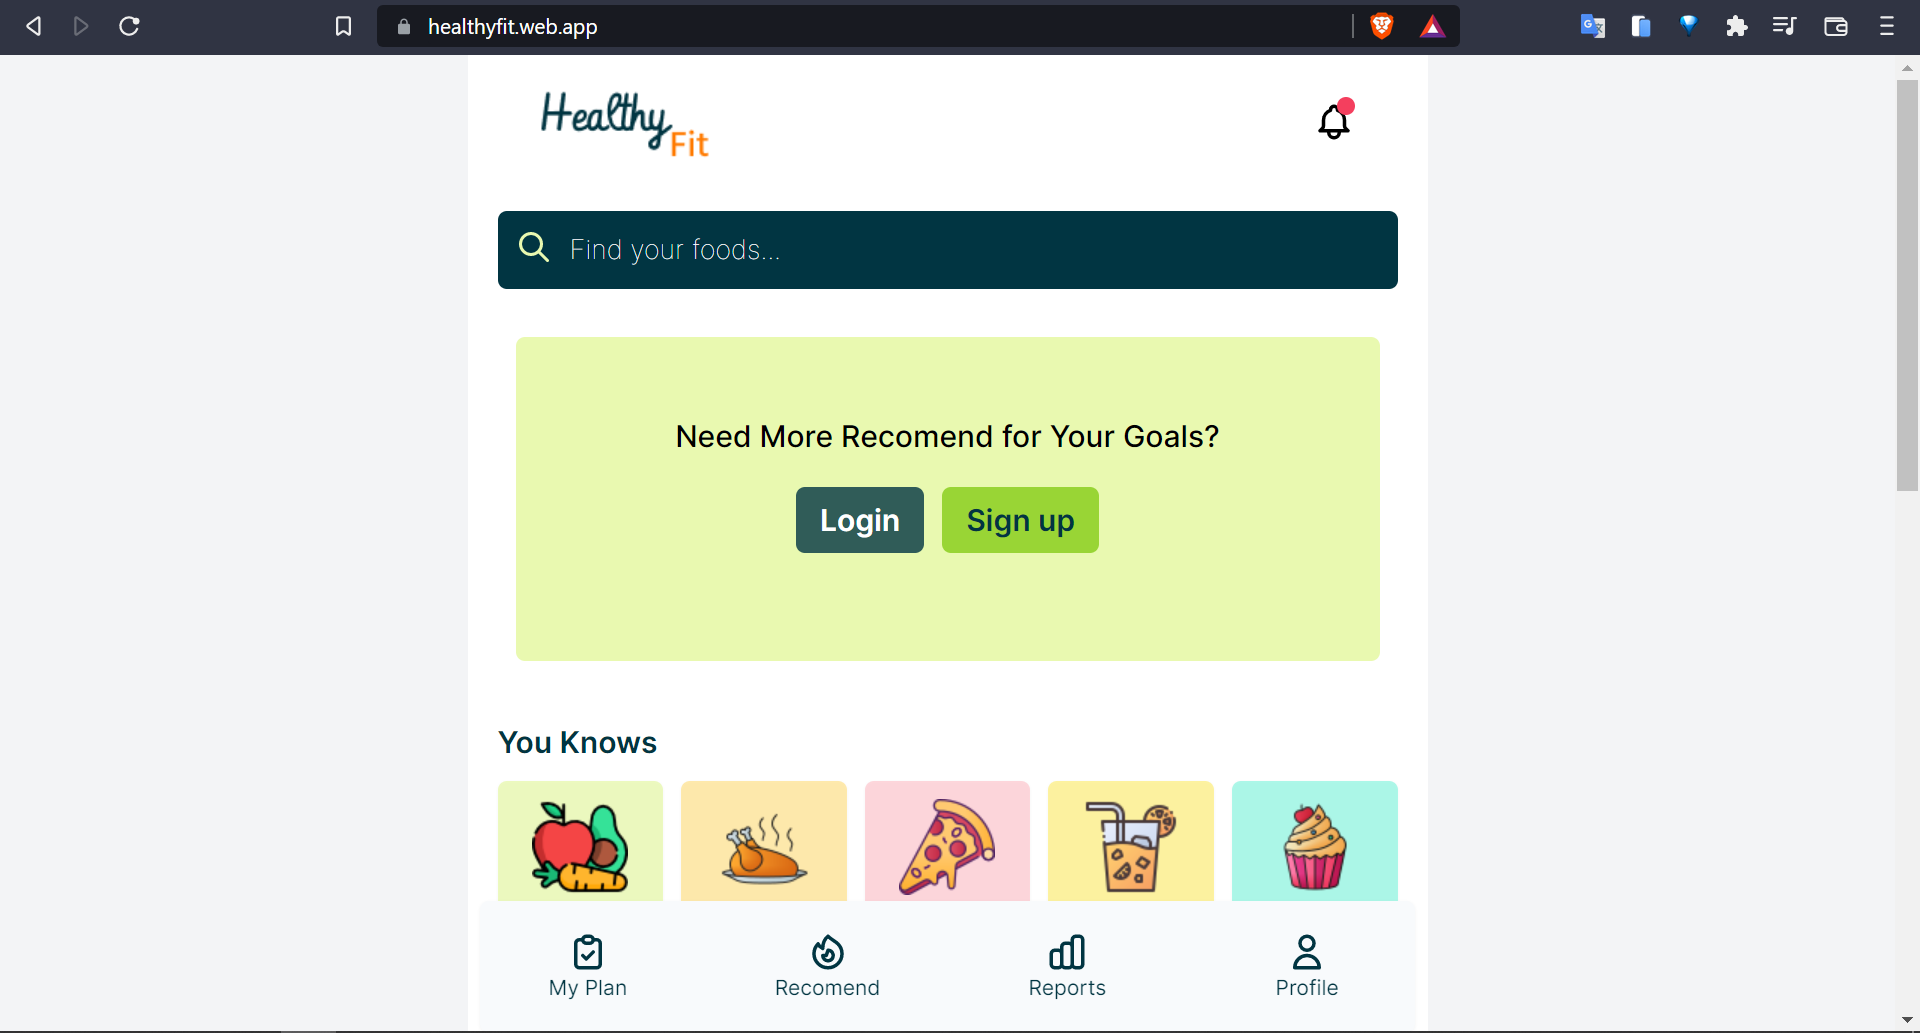 healthyfit.web.app
Healthy
Fit
Find your foods...
Need More Recomend for Your Goals?
Login
Sign up
You Knows
My Plan
Recomend
Reports
Profile